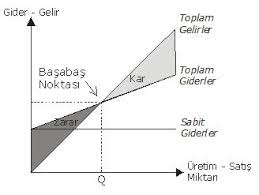 Gider - Gelir
Toplam
Gelirler
Başabaş
Noktası
Kar
Toplam
Giderler
Zarar
Sabit
Giderler
Üretim - Satış
Miktarı
Q